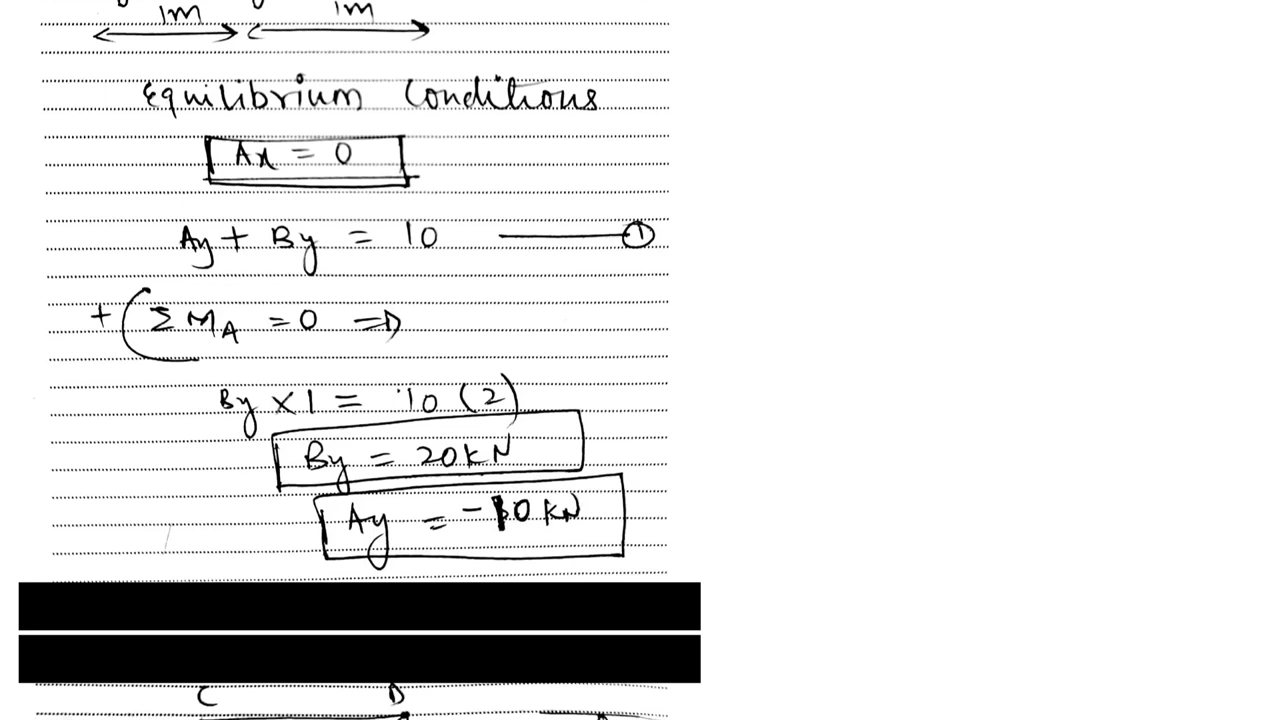 1m 1m
Equilibrium Conditions
Ax = 0
Ay + By = 10 ——— ①
+ ( Σ MA = 0 ⇒
By × 1 = 10 (2)
By = 20 kN
Ay = -10 kN
C D